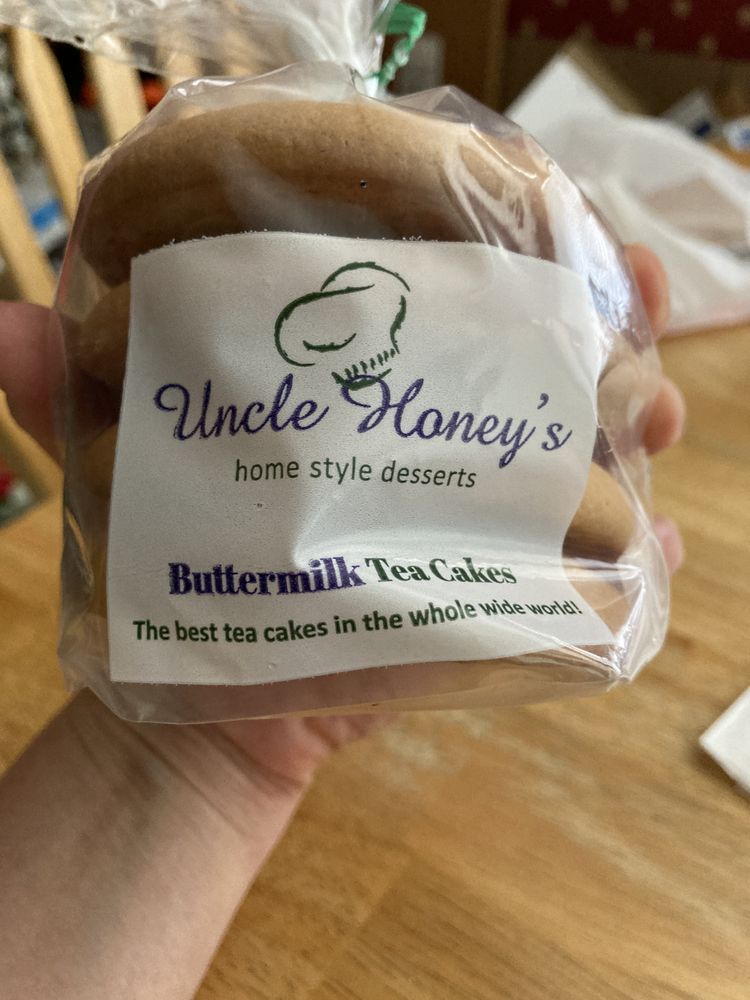 Uncle Honey's
home style desserts
Buttermilk Tea Cakes
The best tea cakes in the whole wide world!